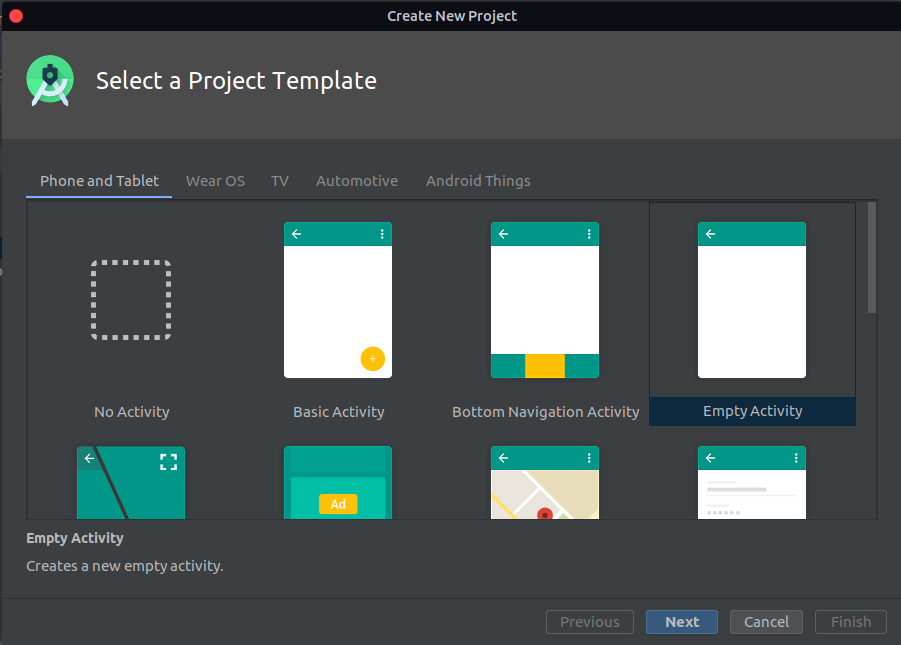 Create New Project
Select a Project Template
Phone and Tablet Wear OS TV Automotive Android Things
No Activity Basic Activity Bottom Navigation Activity Empty Activity
Ad
Empty Activity
Creates a new empty activity.
Previous Next Cancel Finish